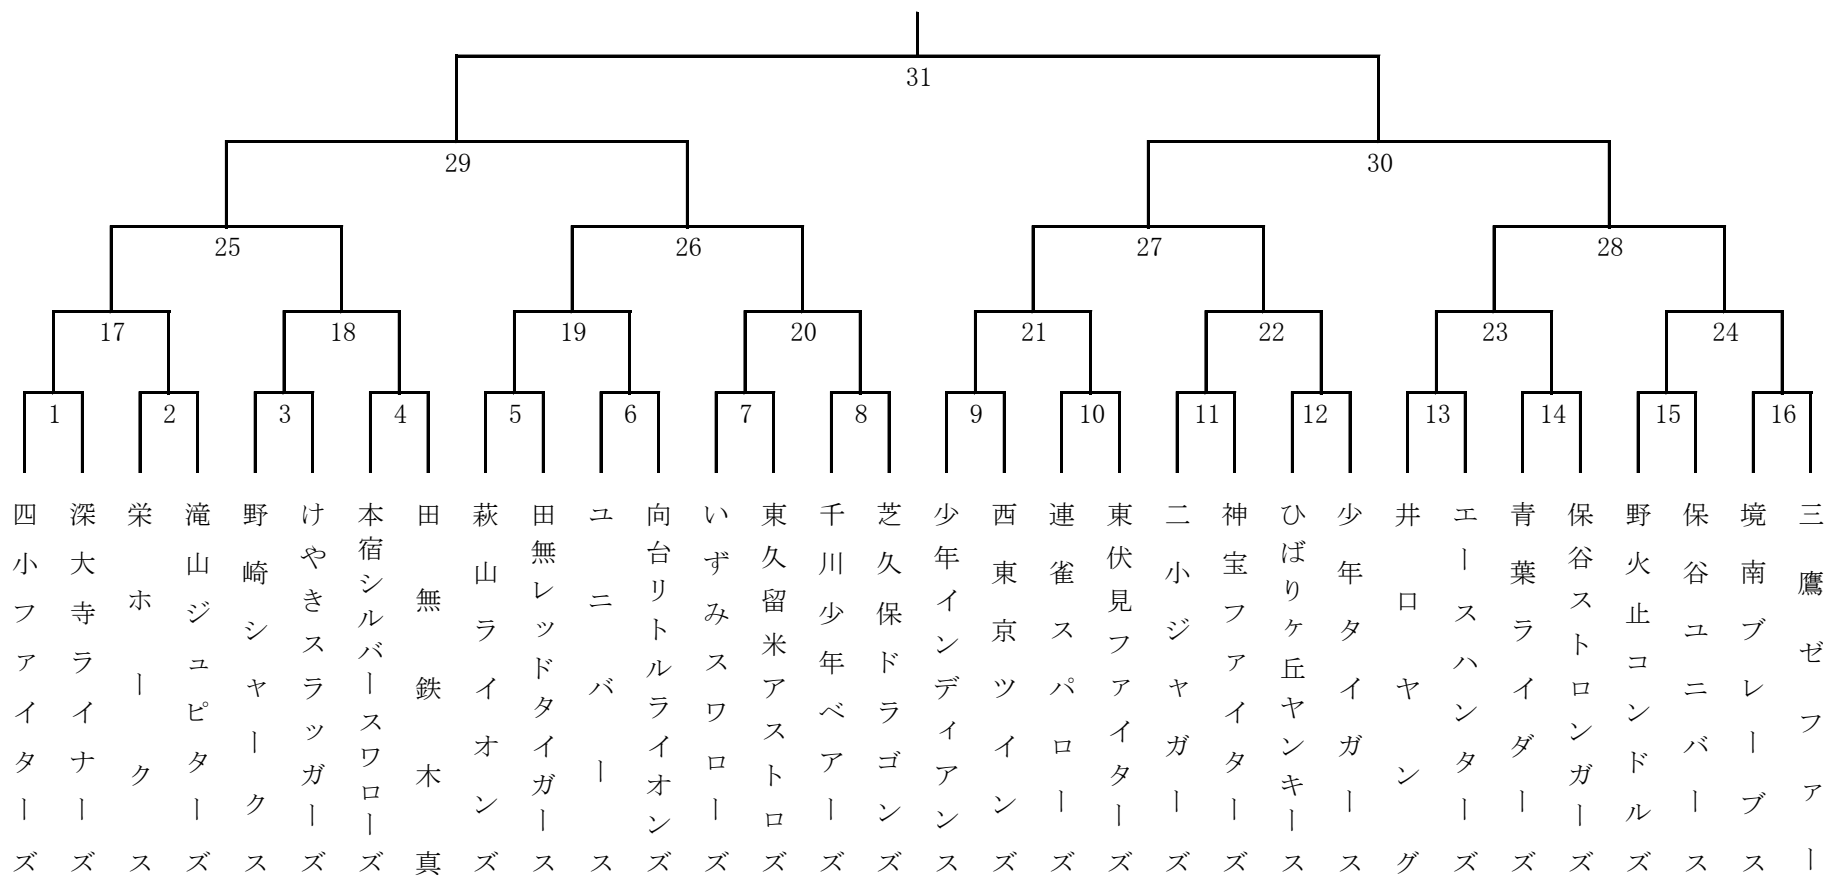 31
29
30
25
26
27
28
17
18
19
20
21
22
23
24
1
2
3
4
5
6
7
8
9
10
11
12
13
14
15
16
四小ファイターズ
深大寺ライナーズ
栄ホークス
滝山ジュピターズ
野崎シャークス
けやきスラッガーズ
本宿シルバースワローズ
田無鉄木真
萩山ライオンズ
田無レッドタイガース
ユニバース
向台リトルライオンズ
いずみスワローズ
東久留米アストロズ
千川少年ベアーズ
芝久保ドラゴンズ
少年インディアンス
西東京ツインズ
連雀スパローズ
東伏見ファイターズ
二小ジャガーズ
神宝ファイターズ
ひばりヶ丘ヤンキース
少年タイガース
井口ヤング
エースハンターズ
青葉ライダーズ
保谷ストロンガーズ
野火止コンドルズ
保谷ユニバース
境南ブレーブス
三鷹ゼファー